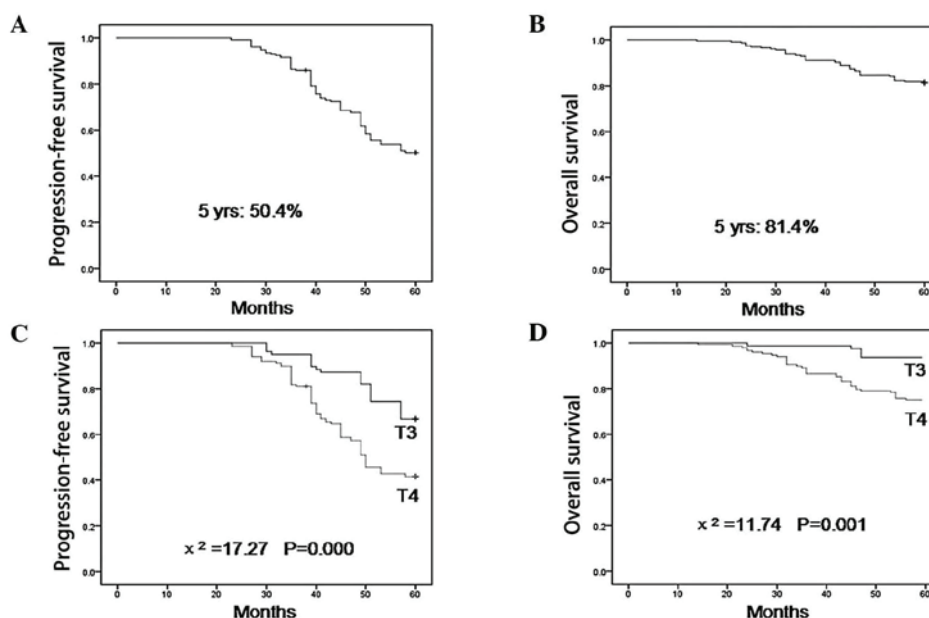 A
Progression-free survival
1.0
0.8
0.6
0.4
0.2
0.0
5 yrs: 50.4%
0 10 20 30 40 50 60
Months
B
Overall survival
1.0
0.8
0.6
0.4
0.2
0.0
5 yrs: 81.4%
0 10 20 30 40 50 60
Months
C
Progression-free survival
1.0
0.8
0.6
0.4
0.2
0.0
T3
T4
x ² =17.27 P=0.000
0 10 20 30 40 50 60
Months
D
Overall survival
1.0
0.8
0.6
0.4
0.2
0.0
T3
T4
x ² =11.74 P=0.001
0 10 20 30 40 50 60
Months